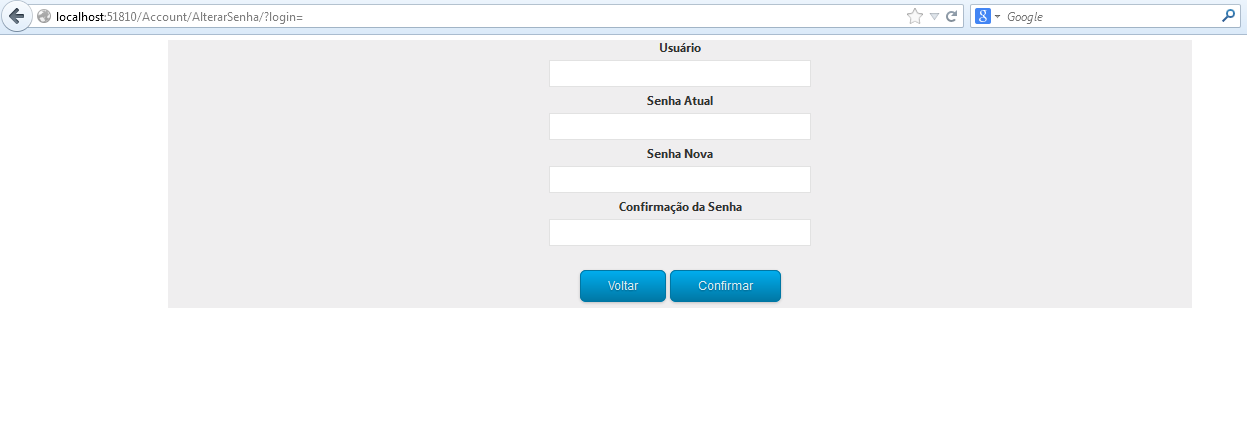 localhost:51810/Account/AlterarSenha/?login=
Google
Usuário
Senha Atual
Senha Nova
Confirmação da Senha
Voltar Confirmar